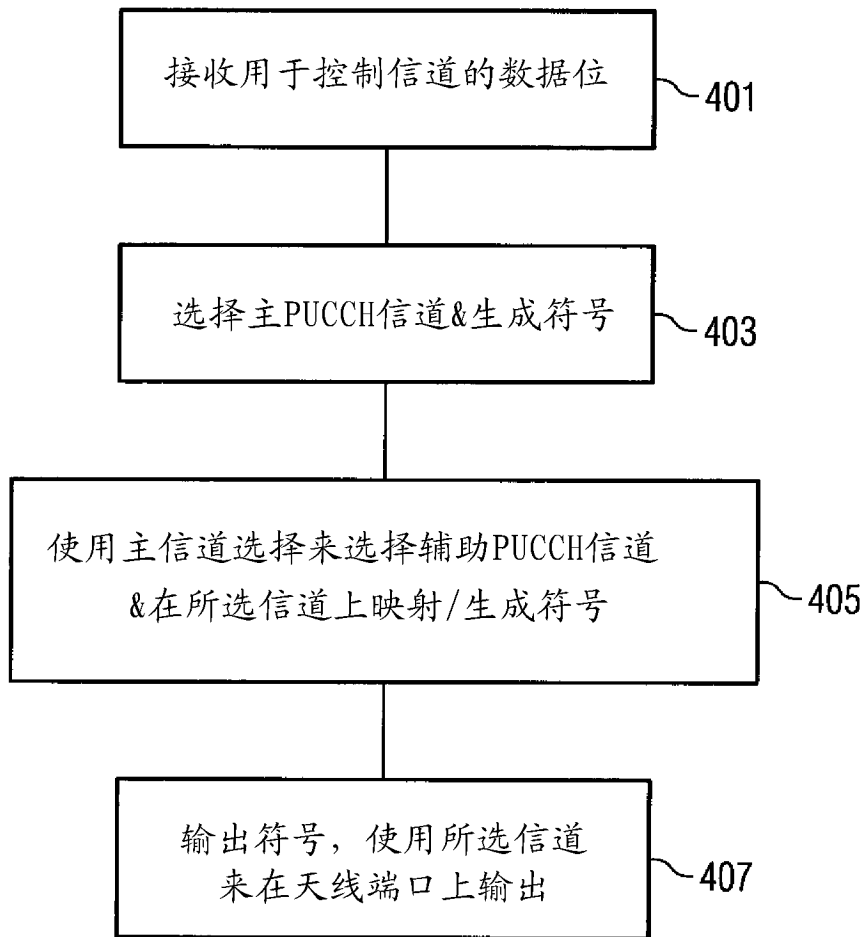 接收用于控制信道的数据位
401
选择主PUCCH信道&生成符号
403
使用主信道选择来选择辅助PUCCH信道
&在所选信道上映射/生成符号
405
输出符号，使用所选信道
来在天线端口上输出
407